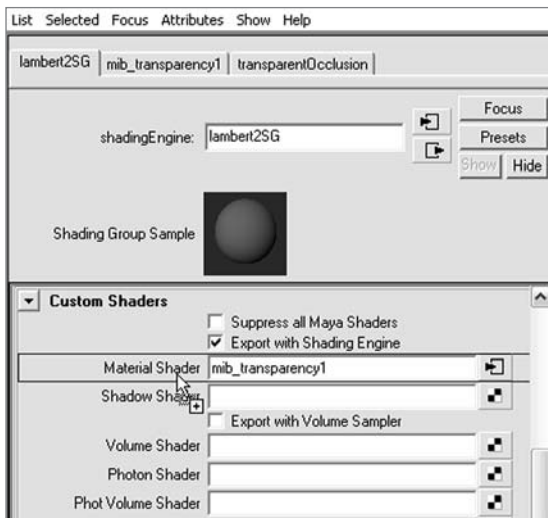 List Selected Focus Attributes Show Help
lambert2SG mib_transparency1 transparentOcclusion
Focus
shadingEngine: lambert2SG
Presets
Show Hide
Shading Group Sample
Custom Shaders
Suppress all Maya Shaders
Export with Shading Engine
Material Shader mib_transparency1
Shadow Shader
Export with Volume Sampler
Volume Shader
Photon Shader
Phot Volume Shader